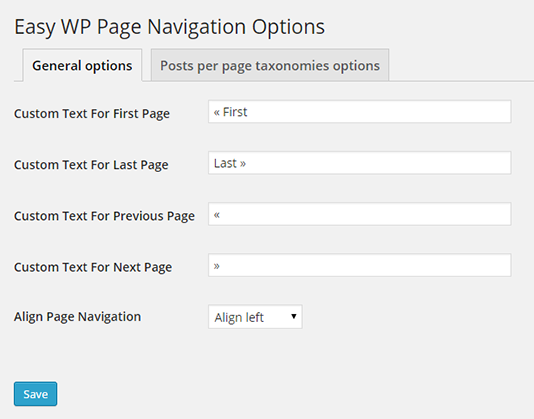 Easy WP Page Navigation Options
General options Posts per page taxonomies options
Custom Text For First Page « First
Custom Text For Last Page Last »
Custom Text For Previous Page «
Custom Text For Next Page »
Align Page Navigation Align left
Save